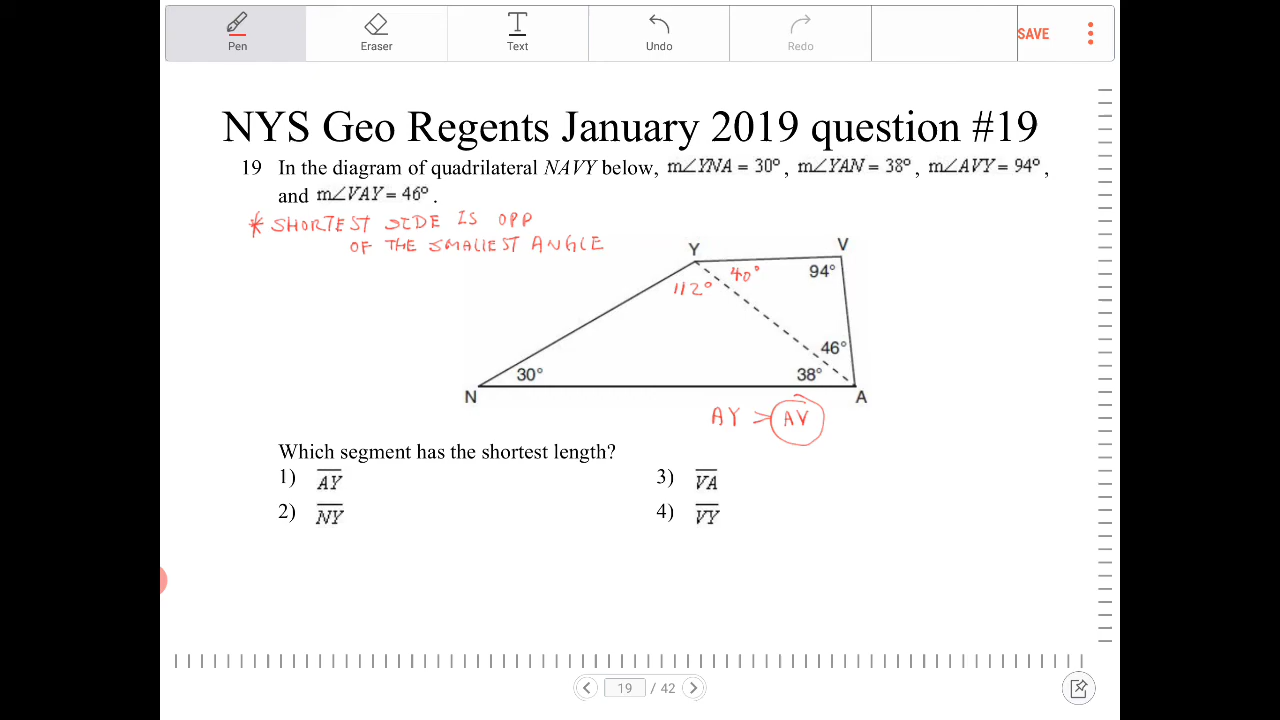 Pen
Eraser
Text
Undo
Redo
SAVE
NYS Geo Regents January 2019 question #19
19 In the diagram of quadrilateral NAVY below, m∠YNA = 30°, m∠YAN = 38°, m∠AVY = 94°,
and m∠VAY = 46°.
* SHORTEST SIDE IS OPP
OF THE SMALLEST ANGLE
Y
V
112°
40°
94°
46°
30°
38°
N
A
AY > AV
Which segment has the shortest length?
1) AY
3) VA
2) NY
4) VY
19 / 42